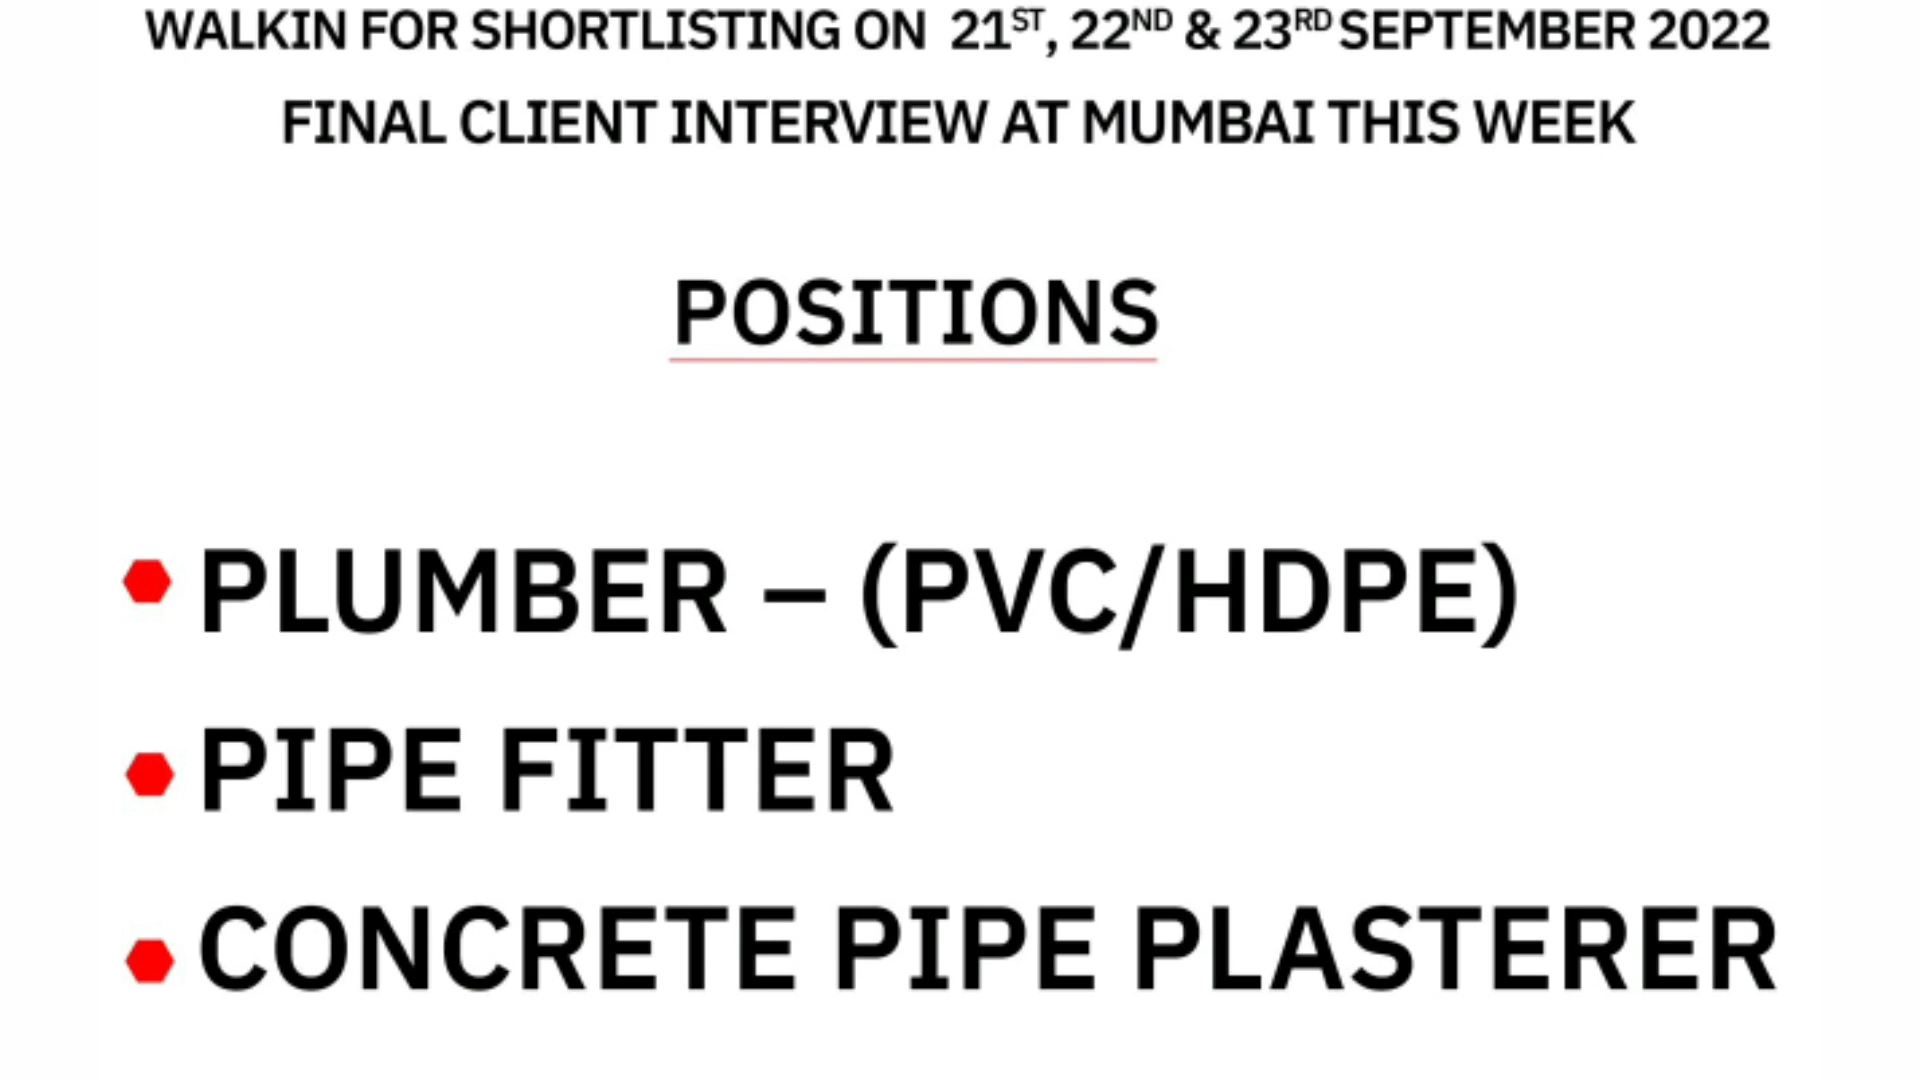 WALKIN FOR SHORTLISTING ON 21ST, 22ND & 23RD SEPTEMBER 2022
FINAL CLIENT INTERVIEW AT MUMBAI THIS WEEK
POSITIONS
PLUMBER – (PVC/HDPE)
PIPE FITTER
CONCRETE PIPE PLASTERER